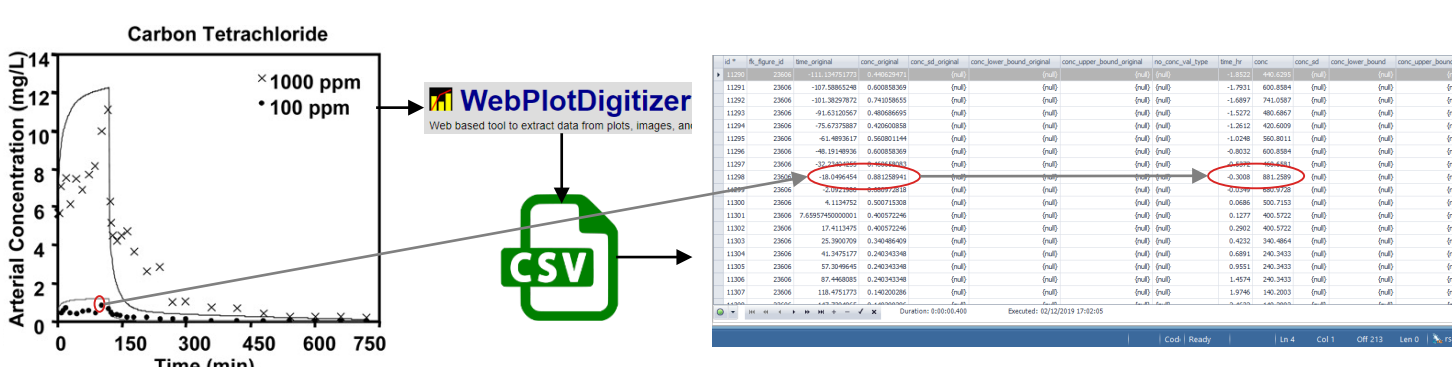 Carbon Tetrachloride
Arterial Concentration (mg/L)
14
12
10
8
6
4
2
0
×1000 ppm
•100 ppm
0 150 300 450 600 750
Time (min)
WebPlotDigitizer
Web based tool to extract data from plots, images, an
CSV
id * fk_figure_id time_original conc_original conc_sd_original conc_lower_bound_original conc_upper_bound_original no_conc_val_type time_hr conc conc_sd conc_lower_bound conc_upper_bound
11290 23606 -111.134751773 0.440629471 {null} {null} {null} {null} -1.8522 440.6295 {null} {null}
11291 23606 -107.58865248 0.600858369 {null} {null} {null} {null} -1.7931 600.8584 {null} {null}
11292 23606 -101.38297872 0.741058655 {null} {null} {null} {null} -1.6897 741.0587 {null} {null}
11293 23606 -91.63120567 0.480686695 {null} {null} {null} {null} -1.5272 480.6867 {null} {null}
11294 23606 -75.67375887 0.420600858 {null} {null} {null} {null} -1.2612 420.6009 {null} {null}
11295 23606 -61.4893617 0.560801144 {null} {null} {null} {null} -1.0248 560.8011 {null} {null}
11296 23606 -48.19148936 0.600858369 {null} {null} {null} {null} -0.8032 600.8584 {null} {null}
11297 23606 {null} {null} {null} {null} {null} {null}
11298 23606 -18.0496454 0.881258941 {null} {null} {null} {null} -0.3008 881.2589 {null} {null}
11299 23606 {null} {null} {null} {null} {null} {null}
11300 23606 4.1134752 0.500715308 {null} {null} {null} {null} 0.0686 500.7153 {null} {null}
11301 23606 7.65957450000001 0.400572246 {null} {null} {null} {null} 0.1277 400.5722 {null} {null}
11302 23606 17.4113475 0.400572246 {null} {null} {null} {null} 0.2902 400.5722 {null} {null}
11303 23606 25.3900709 0.340486409 {null} {null} {null} {null} 0.4232 340.4864 {null} {null}
11304 23606 41.3475177 0.240343348 {null} {null} {null} {null} 0.6891 240.3433 {null} {null}
11305 23606 57.3049645 0.240343348 {null} {null} {null} {null} 0.9551 240.3433 {null} {null}
11306 23606 87.4468085 0.240343348 {null} {null} {null} {null} 1.4574 240.3433 {null} {null}
11307 23606 118.4751773 0.140200286 {null} {null} {null} {null} 1.9746 140.2003 {null} {null}
Duration: 0:00:00.400 Executed: 02/12/2019 17:02:05
Ready Ln 4 Col 1 Off 213 Len 0